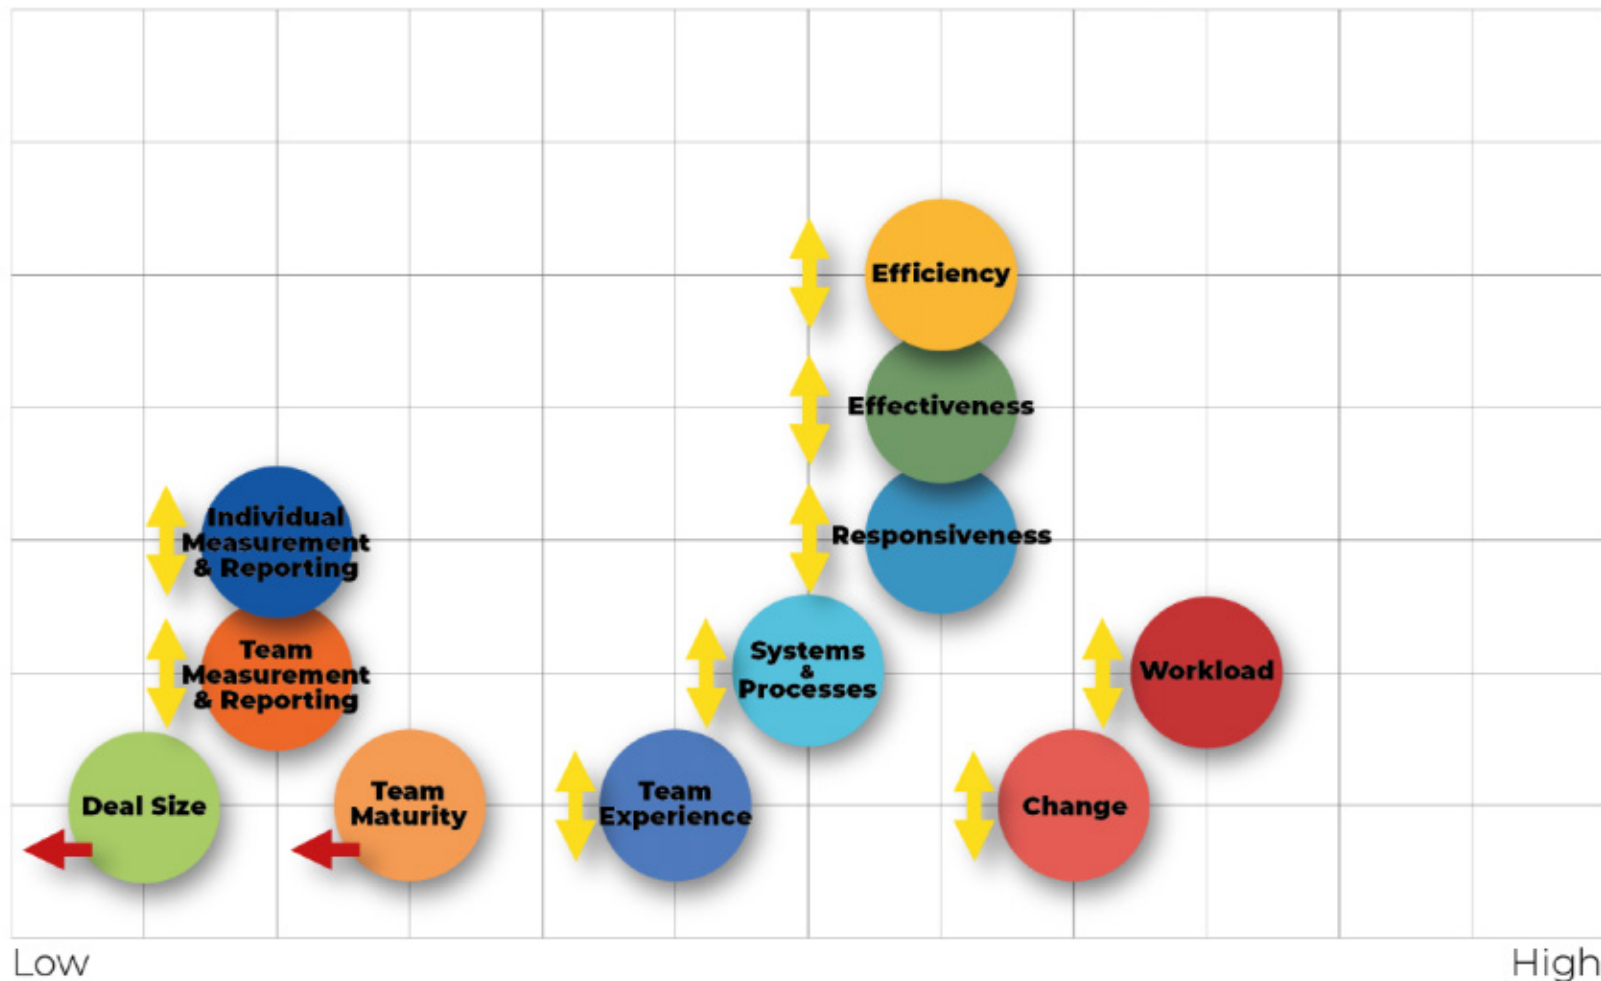 Efficiency
Effectiveness
Individual
Measurement
& Reporting
Responsiveness
Team
Measurement
& Reporting
Systems
&
Processes
Workload
Deal Size
Team
Maturity
Team
Experience
Change
Low
High